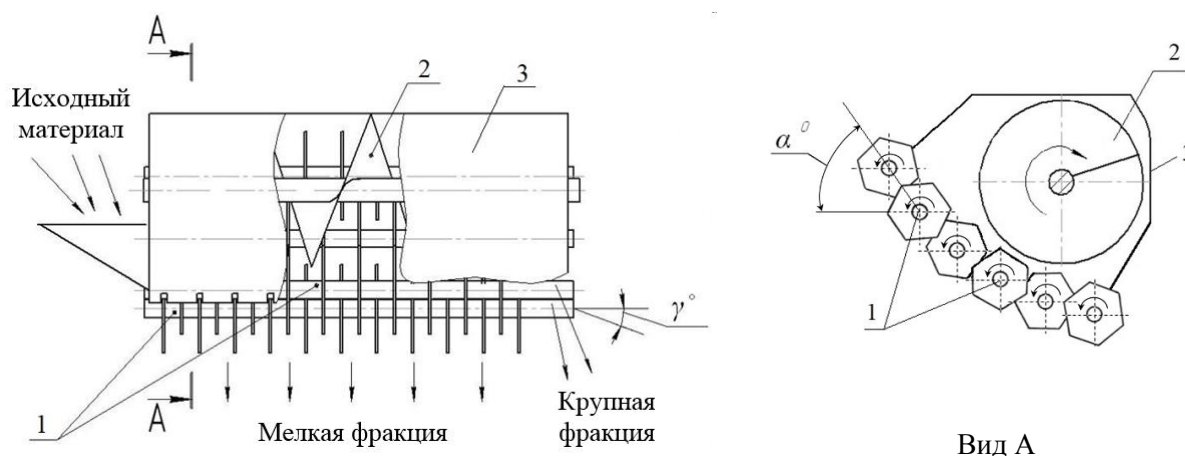 А
Исходный
материал
2
3
γ°
1
А
Мелкая фракция
Крупная
фракция
2
α°
1
Вид А